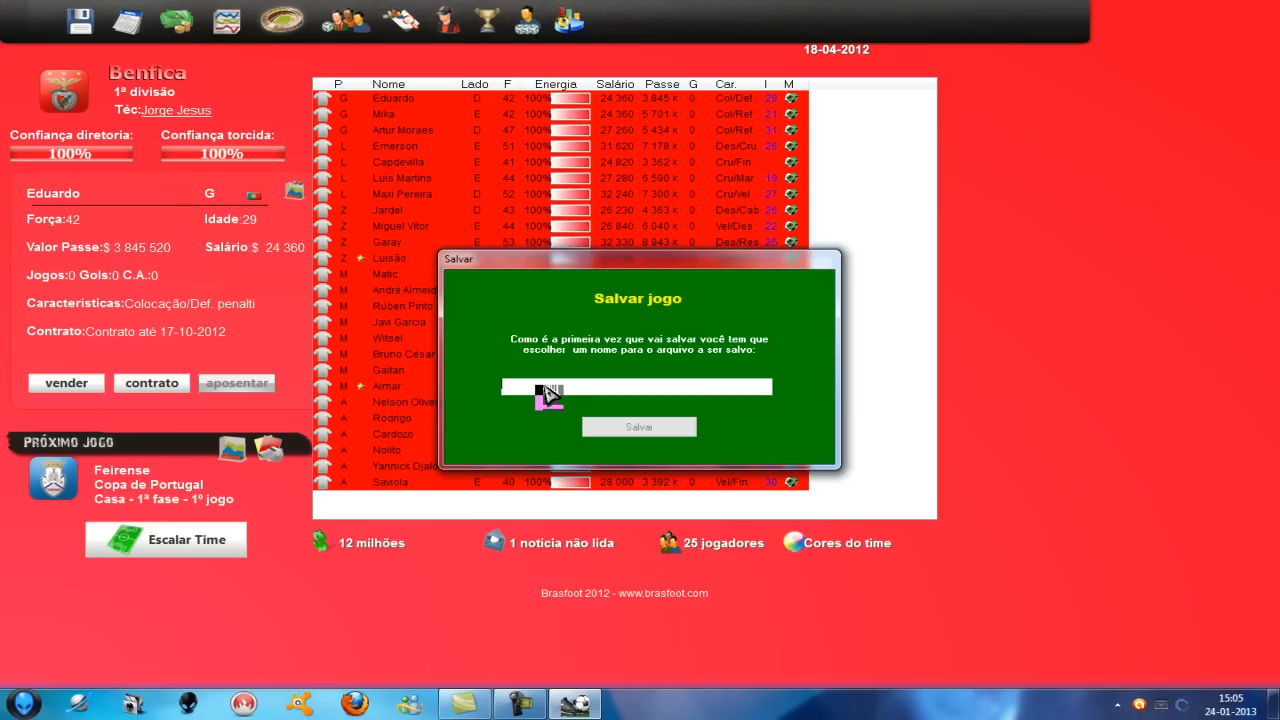 18-04-2012
Benfica
1ª divisão
Téc:Jorge Jesus
Confiança diretoria: Confiança torcida:
100% 100%
Eduardo G
Força:42 Idade:29
Valor Passe:$ 3 845 520 Salário:$ 24 360
Jogos:0 Gols:0 C.A.:0
Caracteristicas:Colocação/Def. penalti
Contrato:Contrato até 17-10-2012
vender contrato aposentar
PRÓXIMO JOGO
Feirense
Copa de Portugal
Casa - 1ª fase - 1º jogo
Escalar Time
P Nome Lado F Energia Salário Passe G Car. I M
G Eduardo D 42 100% 24 360 3 845 k 0 Col/Def 29
G Mika E 42 100% 24 360 5 701 k 0 Col/Ref 21
G Artur Moraes D 47 100% 27 260 5 434 k 0 Col/Ref 31
L Emerson E 51 100% 31 620 7 178 k 0 Des/Cru 26
L Capdevilla E 41 100% 24 820 3 362 k 0 Cru/Fin
L Luís Martins E 44 100% 27 280 6 590 k 0 Cru/Mar 19
L Maxi Pereira D 52 100% 32 240 7 300 k 0 Cru/Vel 27
Z Jardel D 43 100% 26 230 4 363 k 0 Des/Cab 26
Z Miguel Vítor E 44 100% 26 840 6 040 k 0 Vel/Des 22
Z Garay E 53 100% 32 330 8 943 k 0 Des/Res 25
Z Luisão
M Matic
M André Almeid
M Rúben Pinto
M Javi Garcia
M Witsel
M Bruno César
M Gaitan
M Aimar
A Nelson Olive
A Rodrigo
A Cardozo
A Nolito
A Yannick Djalo
A Saviola E 40 100% 28 000 3 392 k 0 Vel/Fin 30
Salvar
Salvar jogo
Como é a primeira vez que vai salvar você tem que
escolher um nome para o arquivo a ser salvo:
Salvar
12 milhões 1 noticia não lida 25 jogadores Cores do time
Brasfoot 2012 - www.brasfoot.com
15:05
24-01-2013